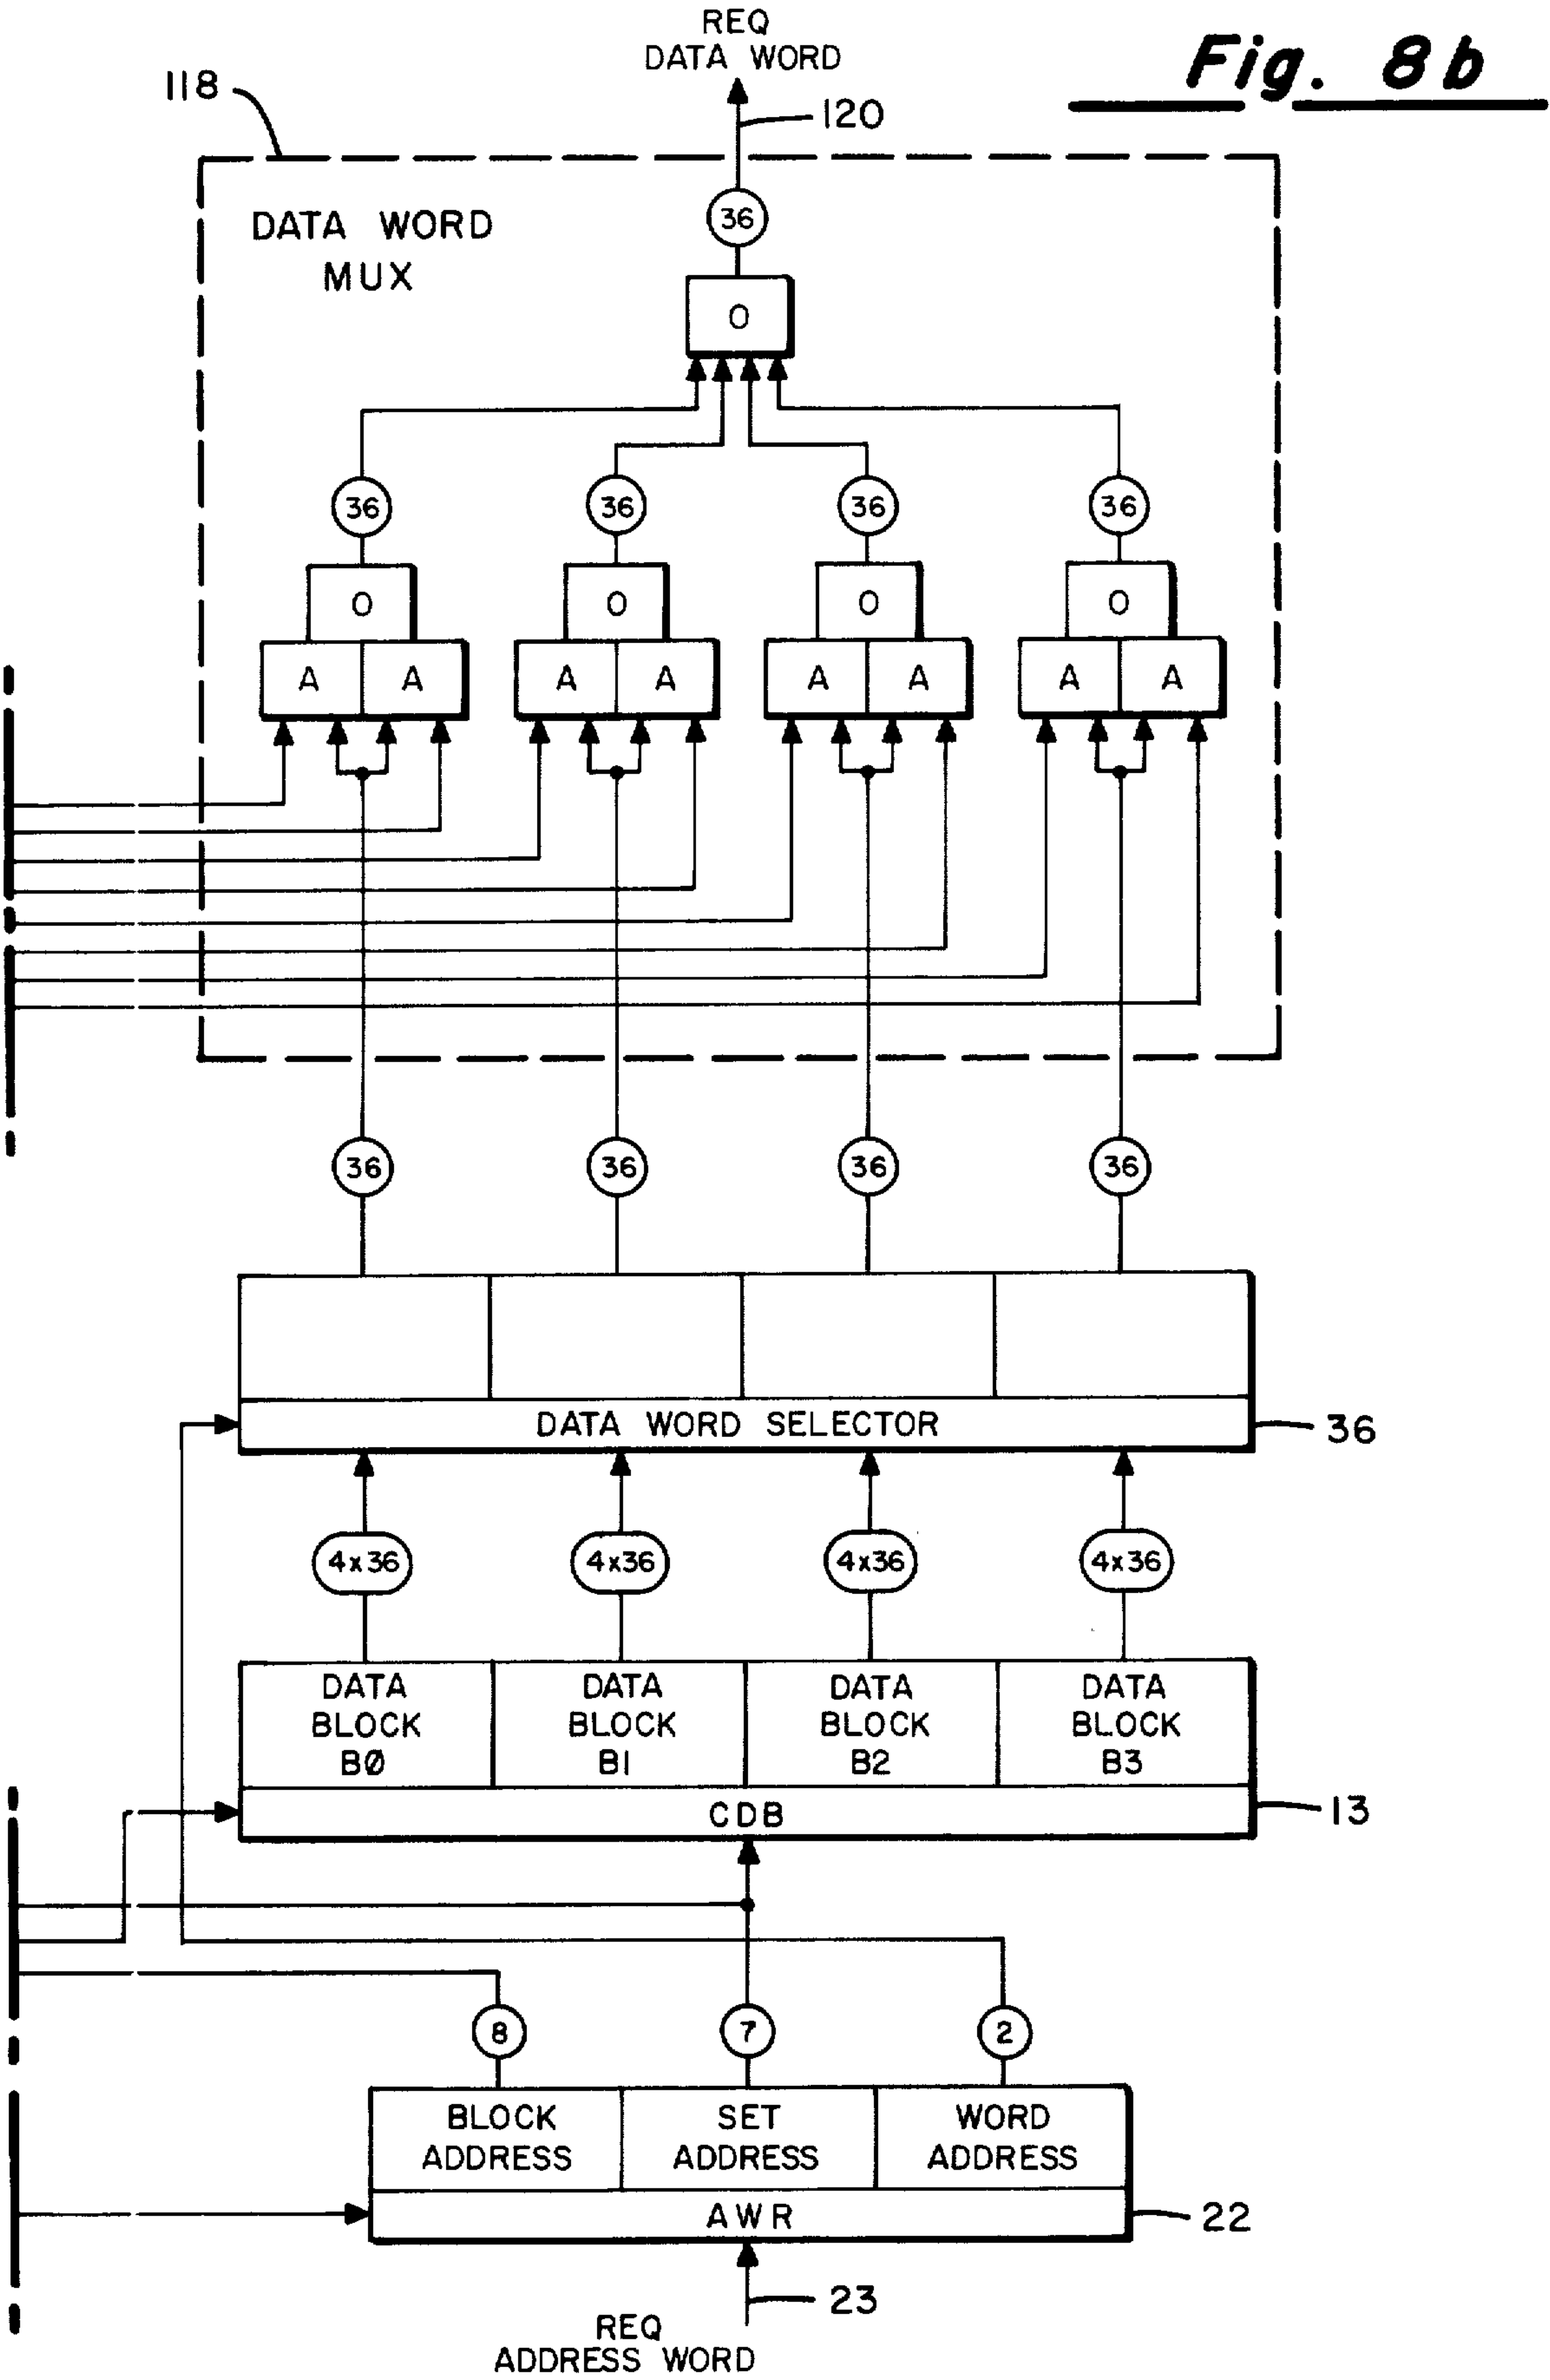 REQ
DATA WORD
Fig. 8b
118
120
36
DATA WORD
MUX
O
36 36 36 36
O O O O
A A A A A A A A
36 36 36 36
DATA WORD SELECTOR
36
4x36 4x36 4x36 4x36
DATA BLOCK BØ
DATA BLOCK B1
DATA BLOCK B2
DATA BLOCK B3
CDB
13
8 7 2
BLOCK ADDRESS
SET ADDRESS
WORD ADDRESS
AWR
22
23
REQ
ADDRESS WORD